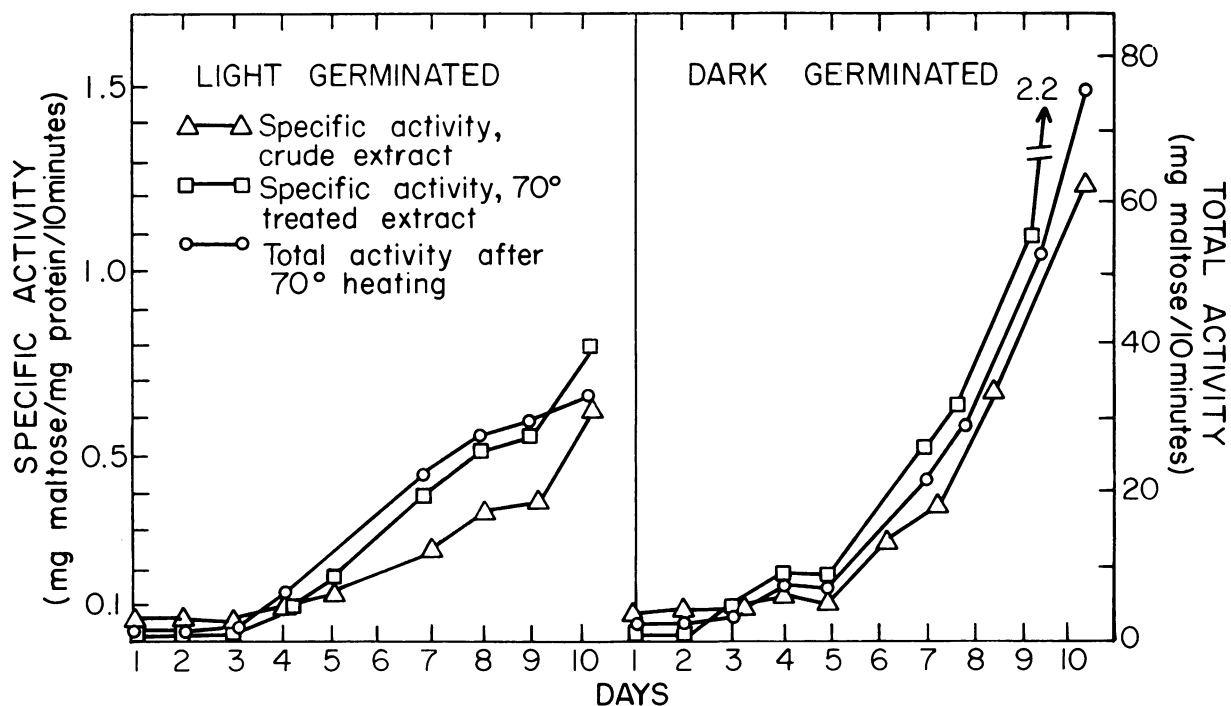 LIGHT GERMINATED
Specific activity,
crude extract
Specific activity, 70°
treated extract
Total activity after
70° heating
DARK GERMINATED
2.2
SPECIFIC ACTIVITY
(mg maltose/mg protein/10minutes)
1.5
1.0
0.5
0.1
80
60
40
20
0
TOTAL ACTIVITY
(mg maltose/10minutes)
1 2 3 4 5 6 7 8 9 10 1 2 3 4 5 6 7 8 9 10
DAYS